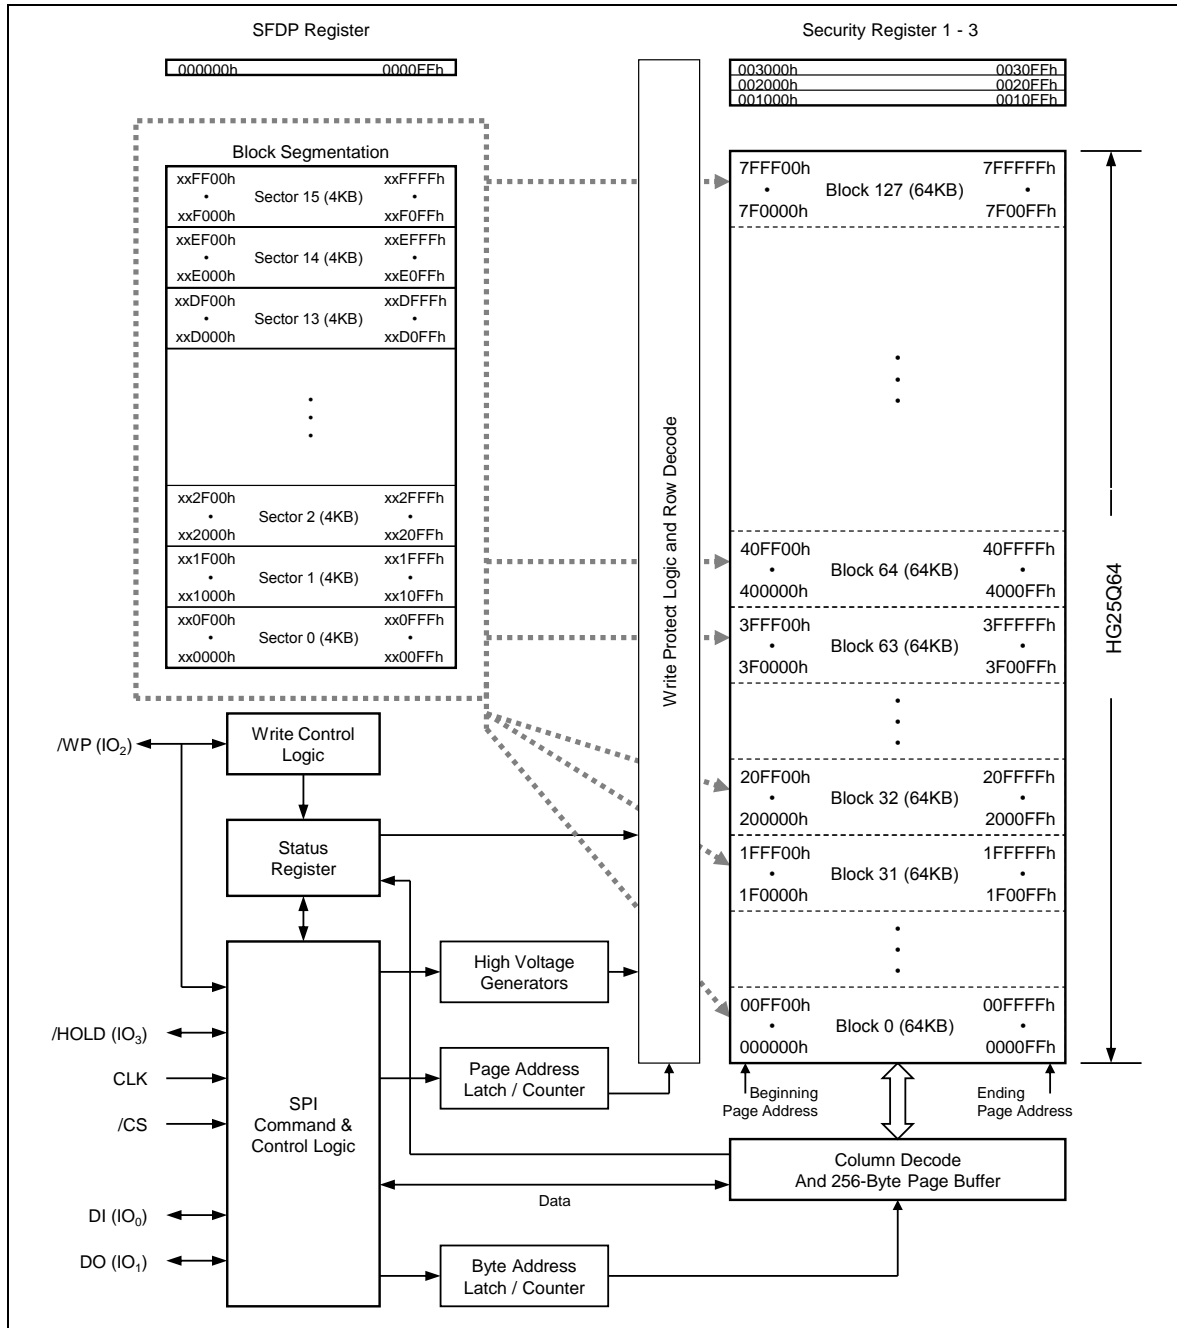 SFDP Register
000000h 0000FFh
Security Register 1 - 3
003000h 0030FFh
002000h 0020FFh
001000h 0010FFh
Block Segmentation
xxFF00h xxFFFFh
• Sector 15 (4KB) •
xxF000h xxF0FFh
xxEF00h xxEFFFh
• Sector 14 (4KB) •
xxE000h xxE0FFh
xxDF00h xxDFFFh
• Sector 13 (4KB) •
xxD000h xxD0FFh
xx2F00h xx2FFFh
• Sector 2 (4KB) •
xx2000h xx20FFh
xx1F00h xx1FFFh
• Sector 1 (4KB) •
xx1000h xx10FFh
xx0F00h xx0FFFh
• Sector 0 (4KB) •
xx0000h xx00FFh
Write Protect Logic and Row Decode
7FFF00h 7FFFFFh
• Block 127 (64KB) •
7F0000h 7F00FFh
40FF00h 40FFFFh
• Block 64 (64KB) •
400000h 4000FFh
3FFF00h 3FFFFFh
• Block 63 (64KB) •
3F0000h 3F00FFh
20FF00h 20FFFFh
• Block 32 (64KB) •
200000h 2000FFh
1FFF00h 1FFFFFh
• Block 31 (64KB) •
1F0000h 1F00FFh
00FF00h 00FFFFh
• Block 0 (64KB) •
000000h 0000FFh
HG25Q64
Beginning
Page Address
Ending
Page Address
/WP (IO₂)
Write Control
Logic
Status
Register
High Voltage
Generators
/HOLD (IO₃)
CLK
/CS
DI (IO₀)
DO (IO₁)
SPI
Command &
Control Logic
Page Address
Latch / Counter
Column Decode
And 256-Byte Page Buffer
Data
Byte Address
Latch / Counter